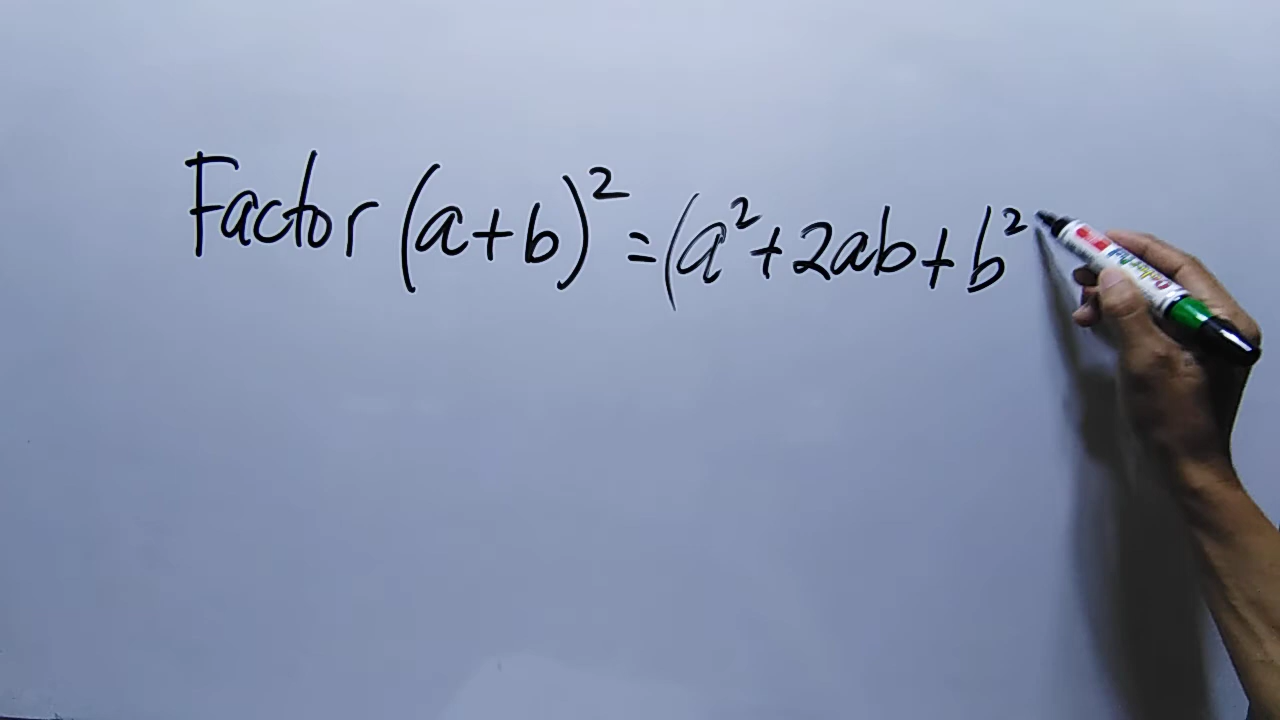 Factor (a+b)² = (a² + 2ab + b²